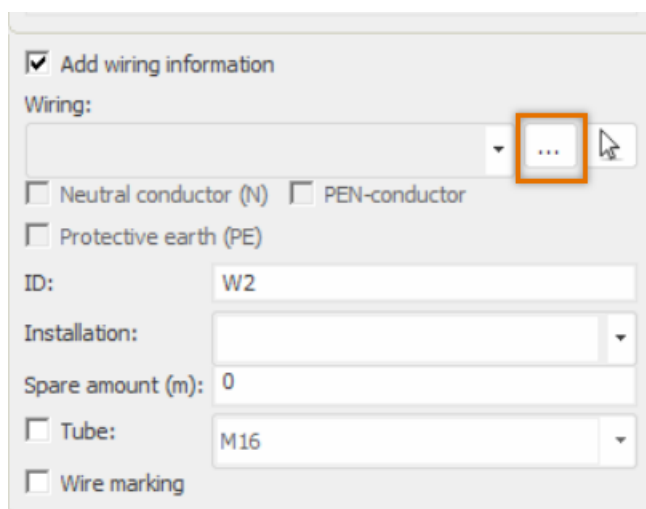 Add wiring information
Wiring:
...
Neutral conductor (N) PEN-conductor
Protective earth (PE)
ID: W2
Installation:
Spare amount (m): 0
Tube: M16
Wire marking